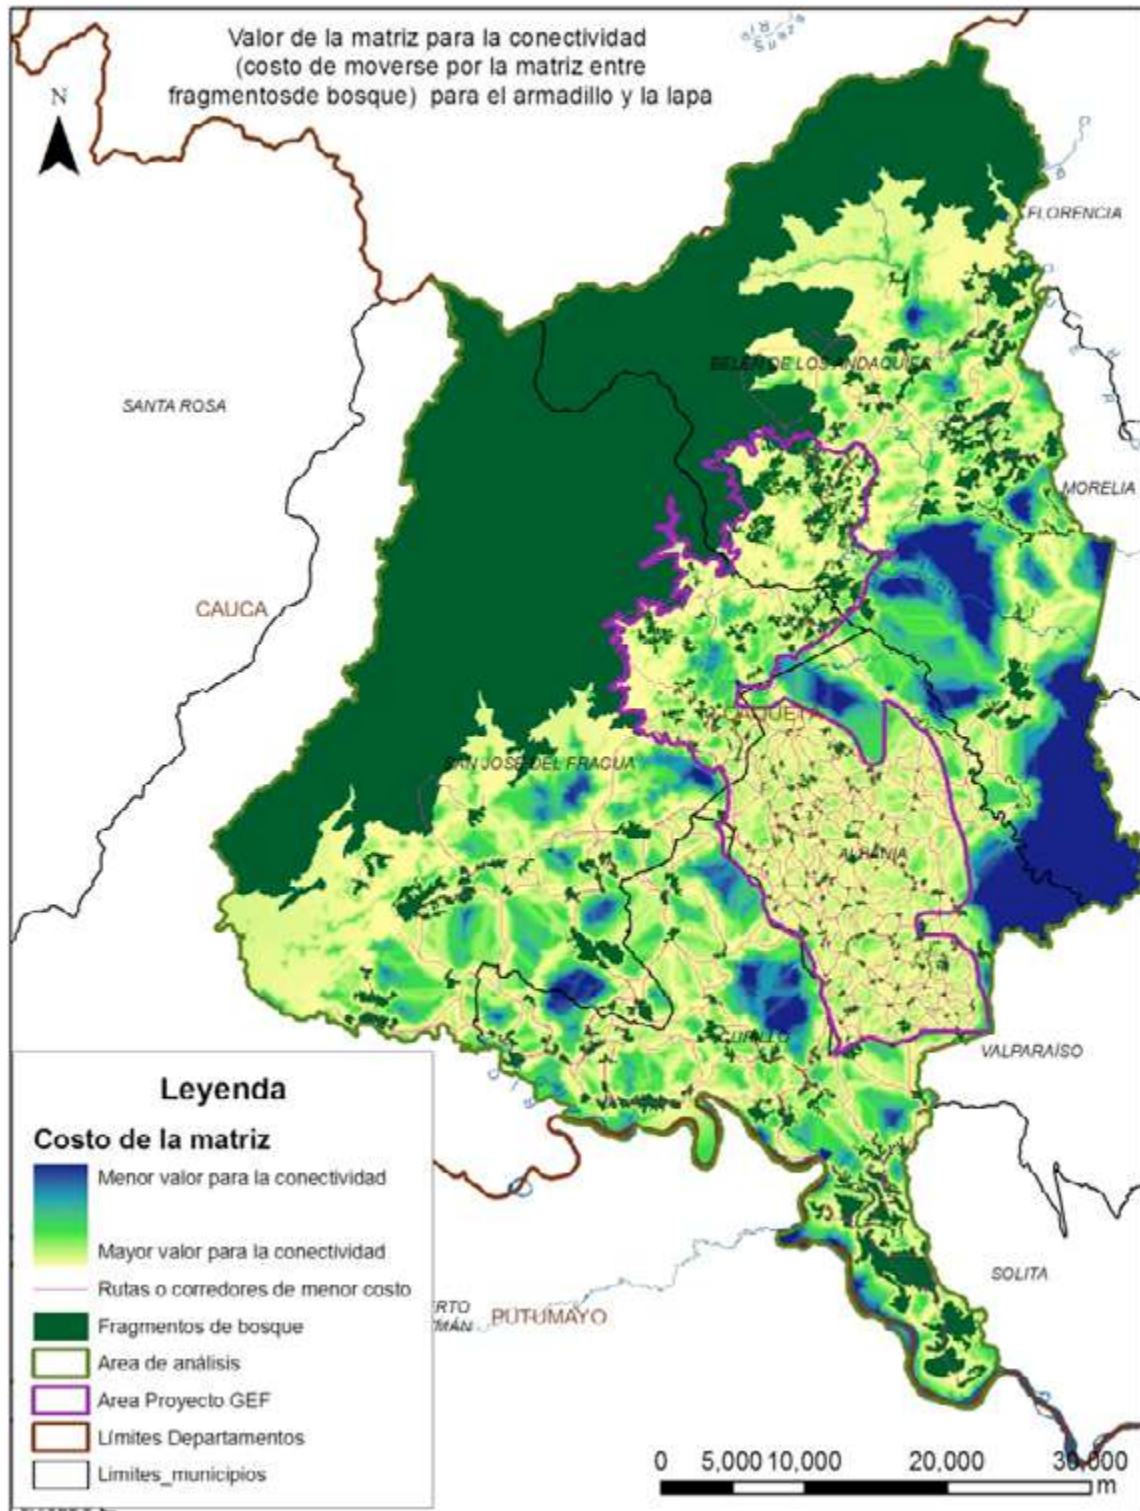 Valor de la matriz para la conectividad
(costo de moverse por la matriz entre
fragmentosde bosque) para el armadillo y la lapa
N
FLORENCIA
BELEN DE LOS ANDAQUIES
SANTA ROSA
MORELIA
CAUCA
CAQUETA
SAN JOSE DEL FRAGUA
ALBANIA
CURILLO
VALPARAÍSO
SOLITA
PUTUMAYO
Leyenda
Costo de la matriz
Menor valor para la conectividad
Mayor valor para la conectividad
Rutas o corredores de menor costo
Fragmentos de bosque
Area de análisis
Area Proyecto GEF
Límites Departamentos
Limites_municipios
0 5,000 10,000 20,000 30,000
m